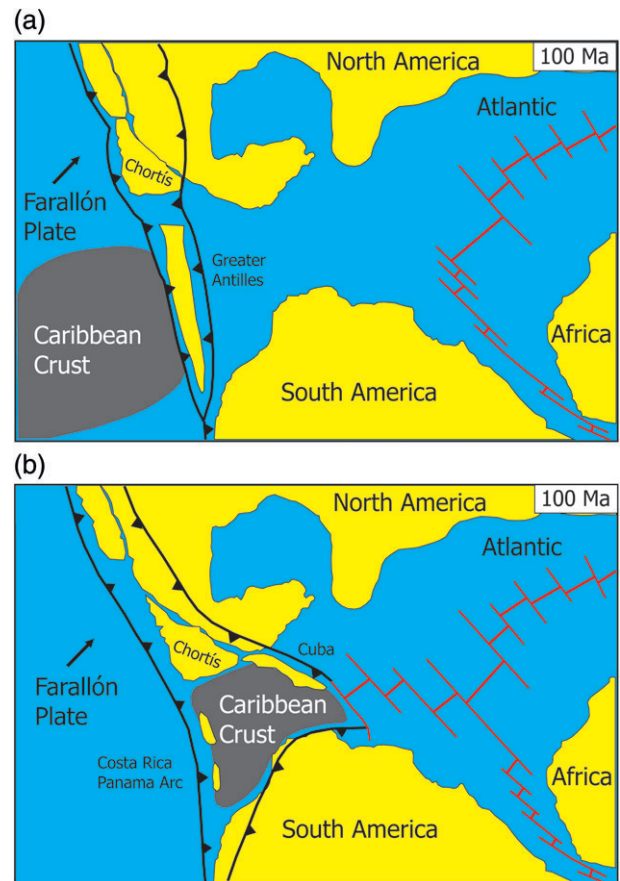 (a)
North America
100 Ma
Atlantic
Chortís
Farallón
Plate
Greater
Antilles
Caribbean
Crust
Africa
South America
(b)
North America
100 Ma
Atlantic
Cuba
Chortís
Farallón
Plate
Caribbean
Crust
Costa Rica
Panama Arc
Africa
South America